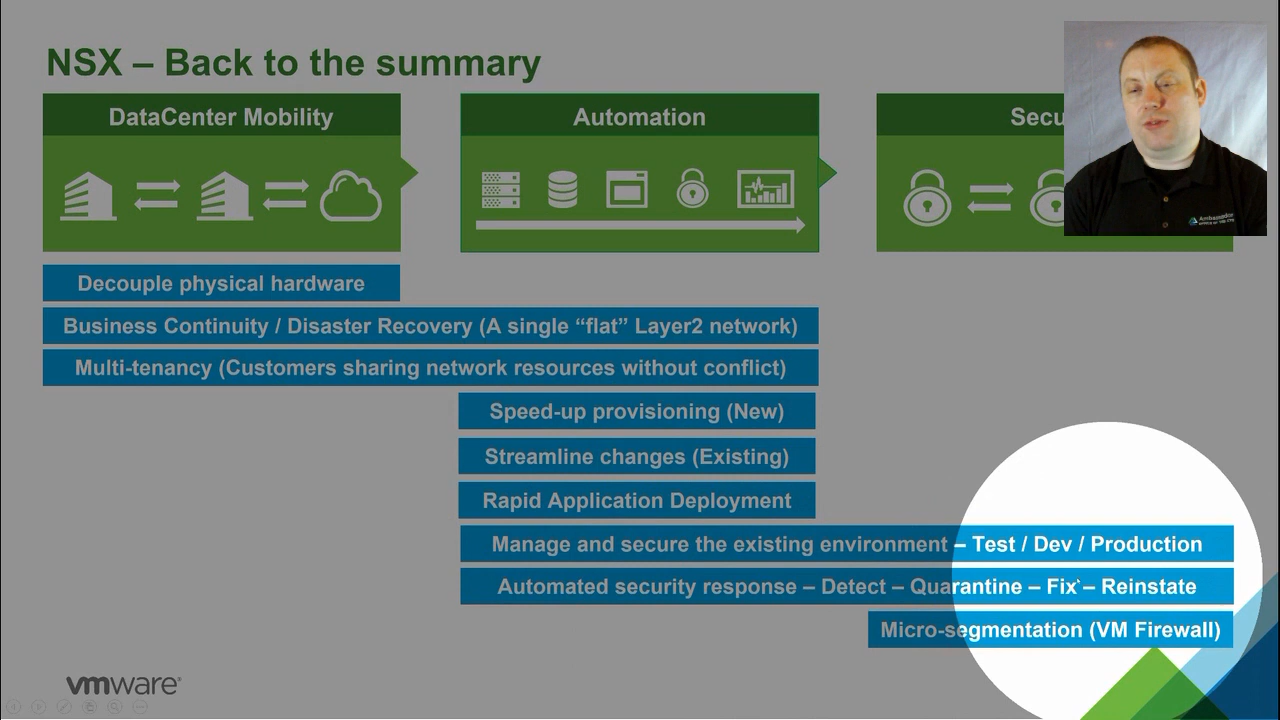 NSX – Back to the summary
DataCenter Mobility
Automation
Secu
Decouple physical hardware
Business Continuity / Disaster Recovery (A single “flat” Layer2 network)
Multi-tenancy (Customers sharing network resources without conflict)
Speed-up provisioning (New)
Streamline changes (Existing)
Rapid Application Deployment
Manage and secure the existing environment – Test / Dev / Production
Automated security response – Detect – Quarantine – Fix – Reinstate
Micro-segmentation (VM Firewall)
vmware®
Ambassador